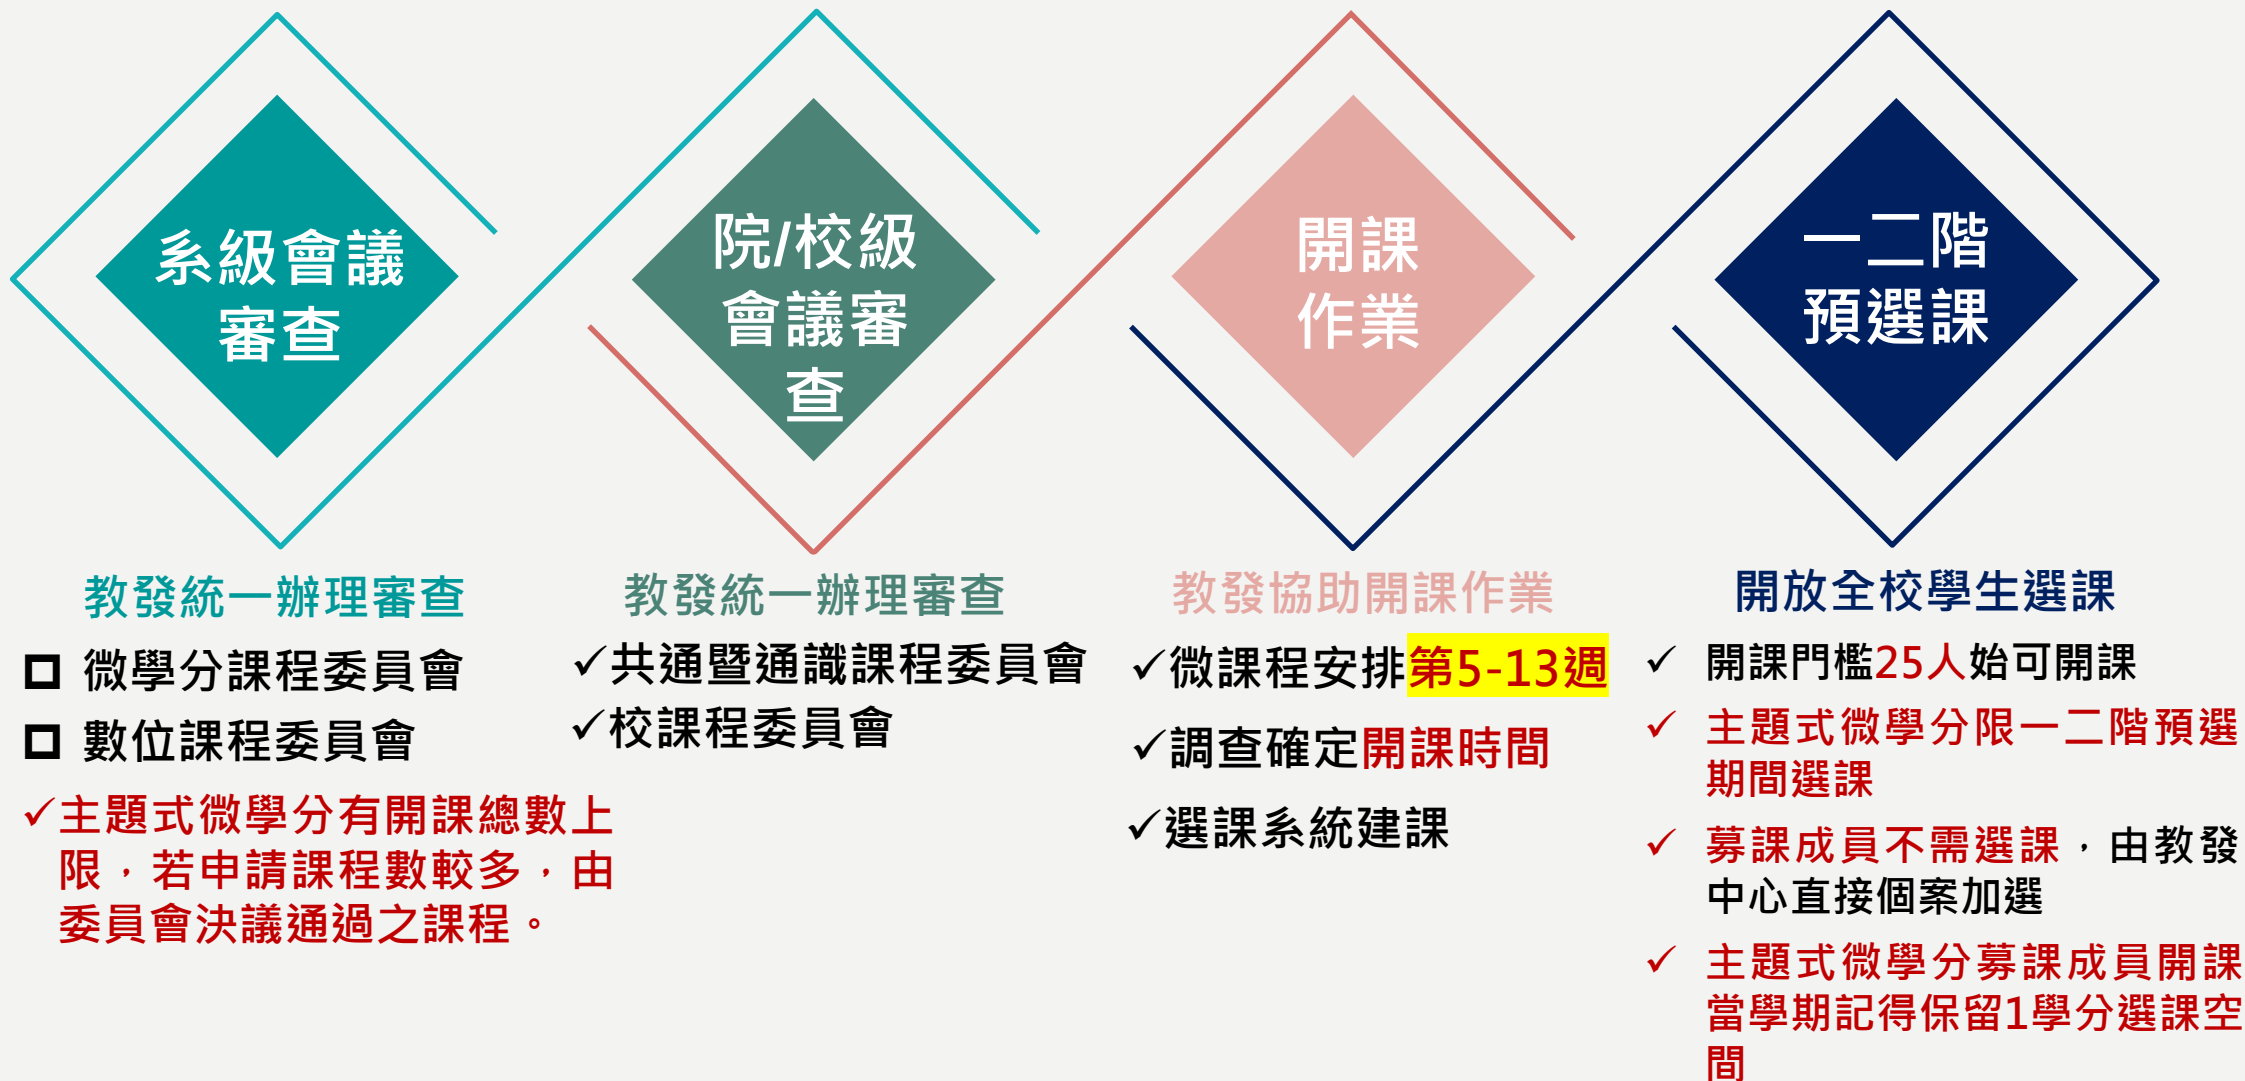 系級會議
審查
院/校級
會議審
查
開課
作業
一二階
預選課
教發統一辦理審查
微學分課程委員會
數位課程委員會
✓主題式微學分有開課總數上
限，若申請課程數較多，由
委員會決議通過之課程。
教發統一辦理審查
✓共通暨通識課程委員會
✓校課程委員會
教發協助開課作業
✓微課程安排第5-13週
✓調查確定開課時間
✓選課系統建課
開放全校學生選課
✓ 開課門檻25人始可開課
✓ 主題式微學分限一二階預選
期間選課
✓ 募課成員不需選課，由教發
中心直接個案加選
✓ 主題式微學分募課成員開課
當學期記得保留1學分選課空
間